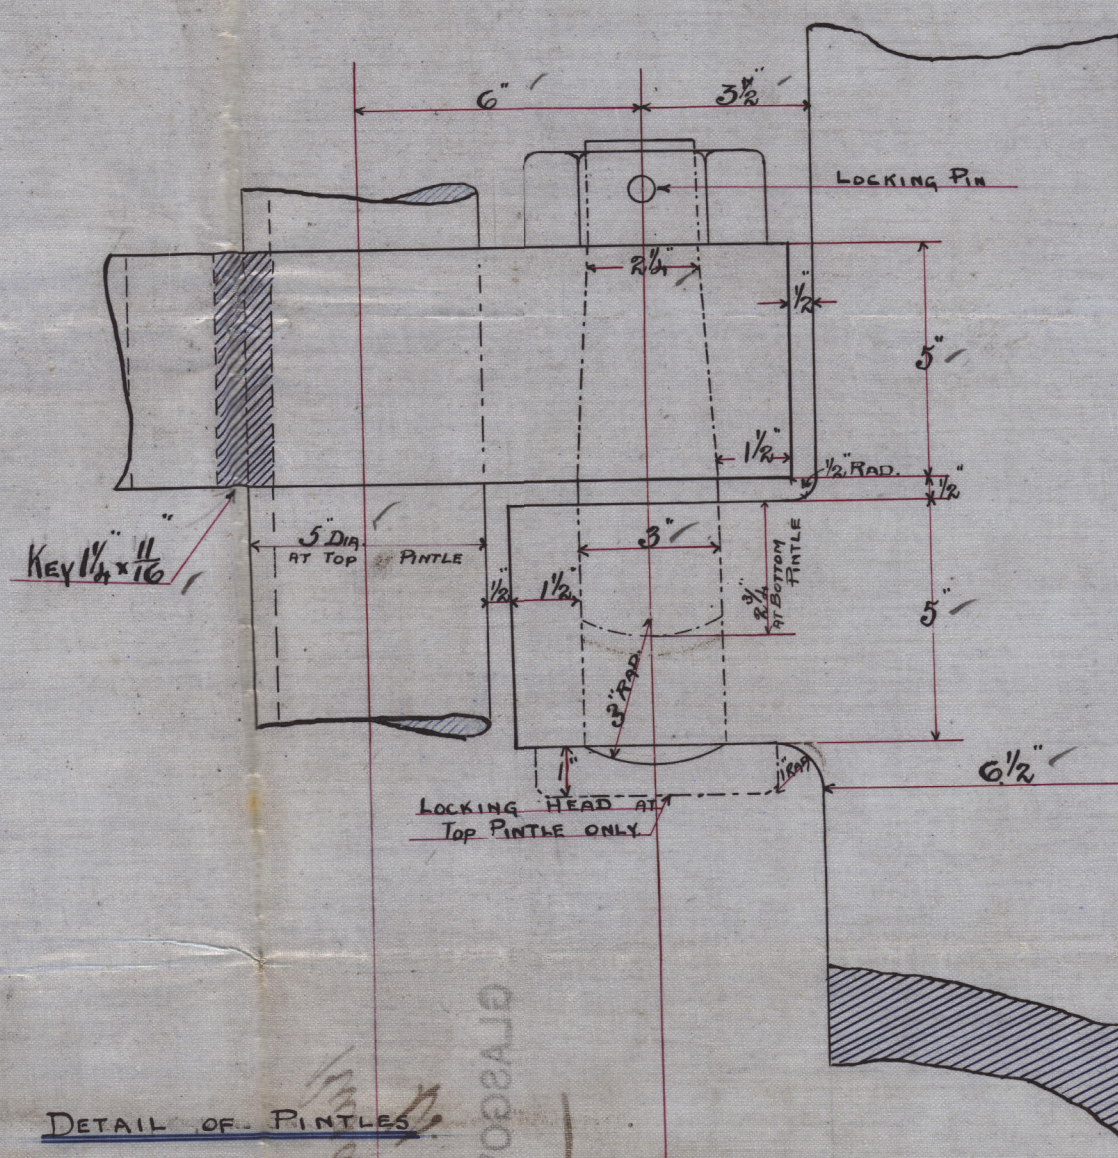 6"
3½"
LOCKING PIN
2¼"
½"
5"
1½"
½" RAD.
½"
KEY 1¼" × 11/16"
5" DIA.
AT TOP PINTLE
3"
2¾"
AT BOTTOM
PINTLE
½"
1½"
5"
3" RAD.
1"
1" RAD
6½"
LOCKING HEAD AT
TOP PINTLE ONLY.
GLASGO
DETAIL OF PINTLES